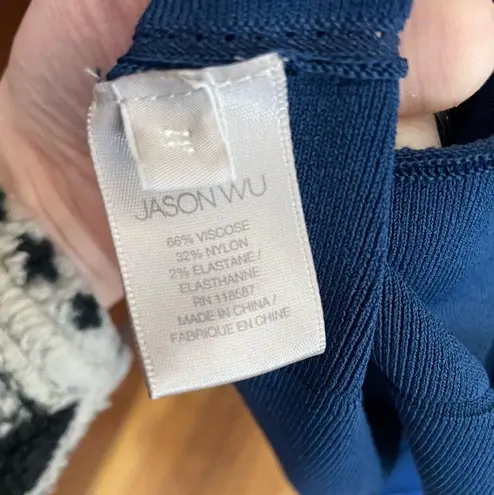 JASON WU
66% VISCOSE
32% NYLON
2% ELASTANE/
ELASTHANNE
RN 118587
MADE IN CHINA/
FABRIQUE EN CHINE